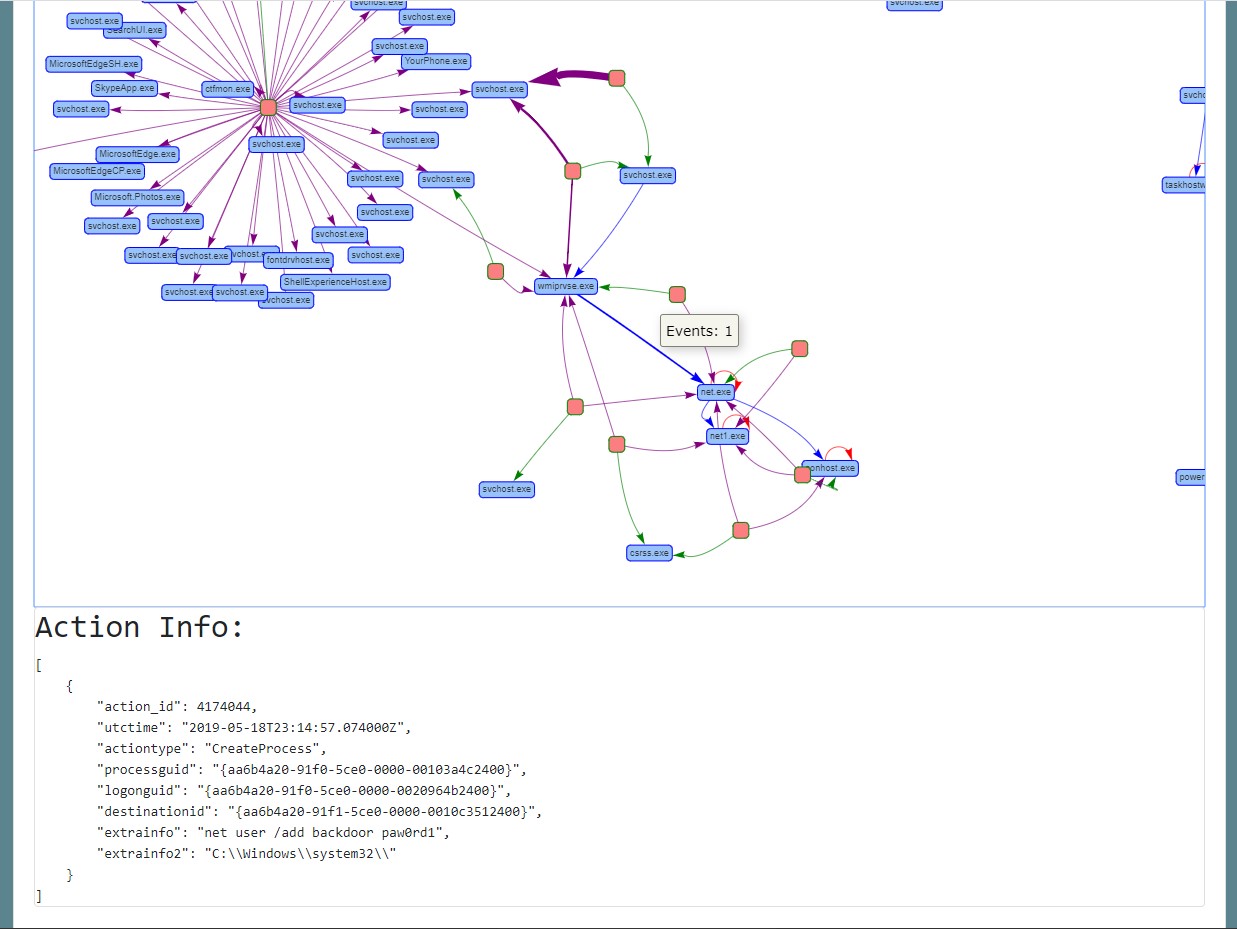 svchost.exe
svchost.exe
svchost.exe
svchost.exe
SearchUI.exe
svchost.exe
YourPhone.exe
MicrosoftEdgeSH.exe
SkypeApp.exe
ctfmon.exe
svchost.exe
svchost.exe
svchost.exe
svchost.exe
svchost.exe
svchost.exe
svchost.exe
MicrosoftEdge.exe
MicrosoftEdgeCP.exe
svchost.exe
svchost.exe
svchost.exe
taskhostw
Microsoft.Photos.exe
svchost.exe
svchost.exe
svchost.exe
svchost.exe
svchost.exe
svchost.exe
svchost.exe
fontdrvhost.exe
svchost.exe
ShellExperienceHost.exe
wmiprvse.exe
svchost.exe
svchost.exe
svchost.exe
Events: 1
net.exe
net1.exe
conhost.exe
power
svchost.exe
csrss.exe
Action Info:
[
{
"action_id": 4174044,
"utctime": "2019-05-18T23:14:57.074000Z",
"actiontype": "CreateProcess",
"processguid": "{aa6b4a20-91f0-5ce0-0000-00103a4c2400}",
"logonguid": "{aa6b4a20-91f0-5ce0-0000-0020964b2400}",
"destinationid": "{aa6b4a20-91f1-5ce0-0000-0010c3512400}",
"extrainfo": "net user /add backdoor paw0rd1",
"extrainfo2": "C:\\Windows\\system32\\"
}
]